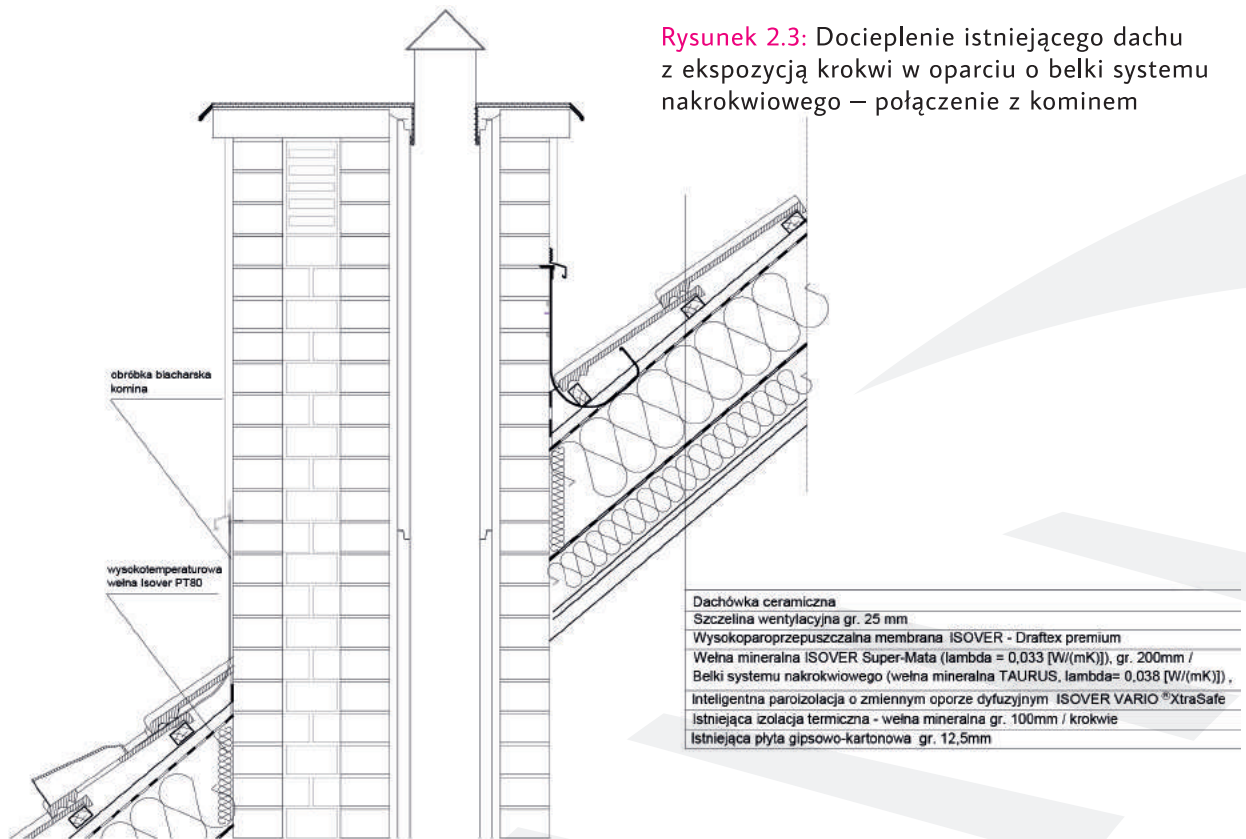 Rysunek 2.3: Docieplenie istniejącego dachu
z ekspozycją krokwi w oparciu o belki systemu
nakrokwiowego – połączenie z kominem
obróbka blacharska
komina
wysokotemperaturowa
wełna Isover PT80
Dachówka ceramiczna
Szczelina wentylacyjna gr. 25 mm
Wysokoparoprzepuszczalna membrana ISOVER - Draftex premium
Wełna mineralna ISOVER Super-Mata (lambda = 0,033 [W/(mK)]), gr. 200mm /
Belki systemu nakrokwiowego (wełna mineralna TAURUS, lambda= 0,038 [W/(mK)]) ,
Inteligentna paroizolacja o zmiennym oporze dyfuzyjnym ISOVER VARIO ®XtraSafe
Istniejąca izolacja termiczna - wełna mineralna gr. 100mm / krokwie
Istniejąca płyta gipsowo-kartonowa gr. 12,5mm